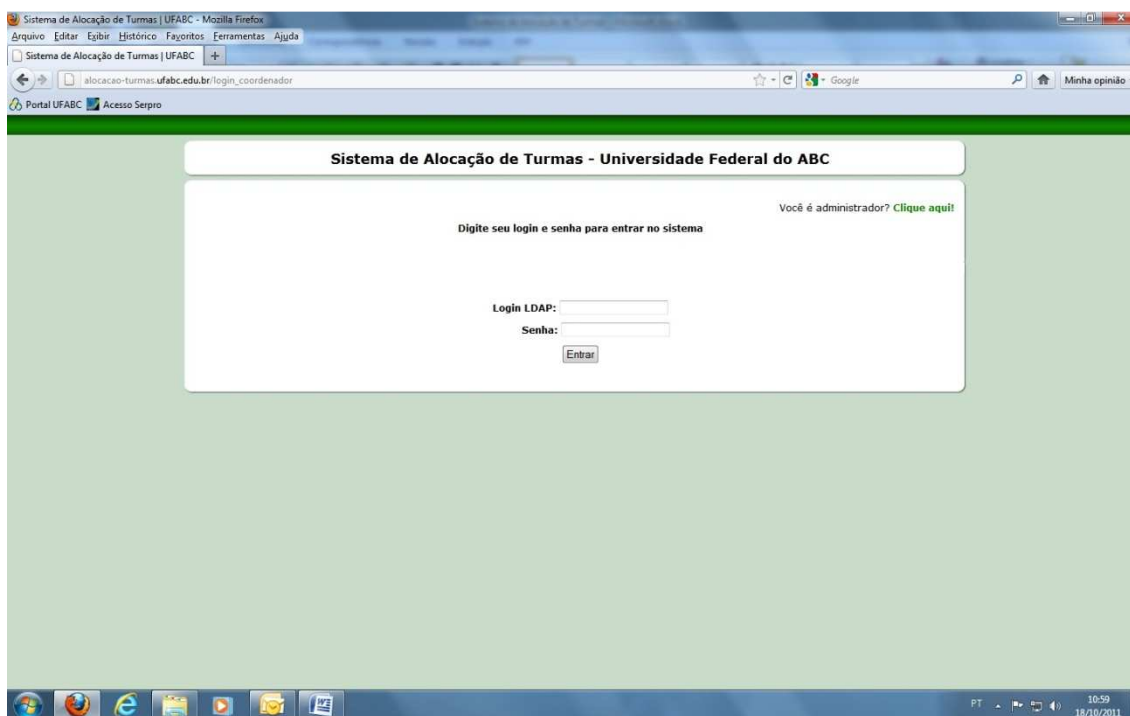 Sistema de Alocação de Turmas | UFABC - Mozilla Firefox
Arquivo Editar Exibir Histórico Favoritos Ferramentas Ajuda
Sistema de Alocação de Turmas | UFABC +
alocacao-turmas.ufabc.edu.br/login_coordenador Google Minha opinião
Portal UFABC Acesso Serpro
Sistema de Alocação de Turmas - Universidade Federal do ABC
Você é administrador? Clique aqui!
Digite seu login e senha para entrar no sistema
Login LDAP:
Senha:
Entrar
PT 10:59
18/10/2011